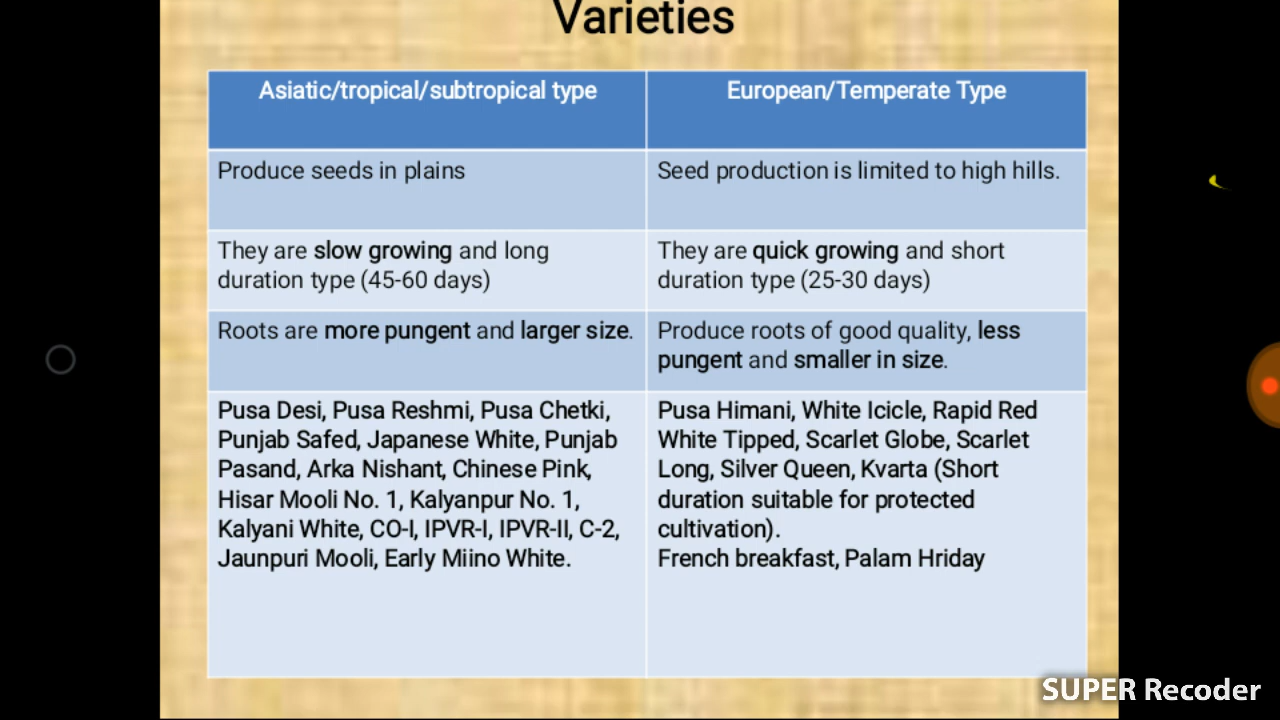 Varieties
Asiatic/tropical/subtropical type
European/Temperate Type
Produce seeds in plains
Seed production is limited to high hills.
They are slow growing and long
duration type (45-60 days)
They are quick growing and short
duration type (25-30 days)
Roots are more pungent and larger size.
Produce roots of good quality, less
pungent and smaller in size.
Pusa Desi, Pusa Reshmi, Pusa Chetki,
Punjab Safed, Japanese White, Punjab
Pasand, Arka Nishant, Chinese Pink,
Hisar Mooli No. 1, Kalyanpur No. 1,
Kalyani White, CO-I, IPVR-I, IPVR-II, C-2,
Jaunpuri Mooli, Early Miino White.
Pusa Himani, White Icicle, Rapid Red
White Tipped, Scarlet Globe, Scarlet
Long, Silver Queen, Kvarta (Short
duration suitable for protected
cultivation).
French breakfast, Palam Hriday
SUPER Recoder